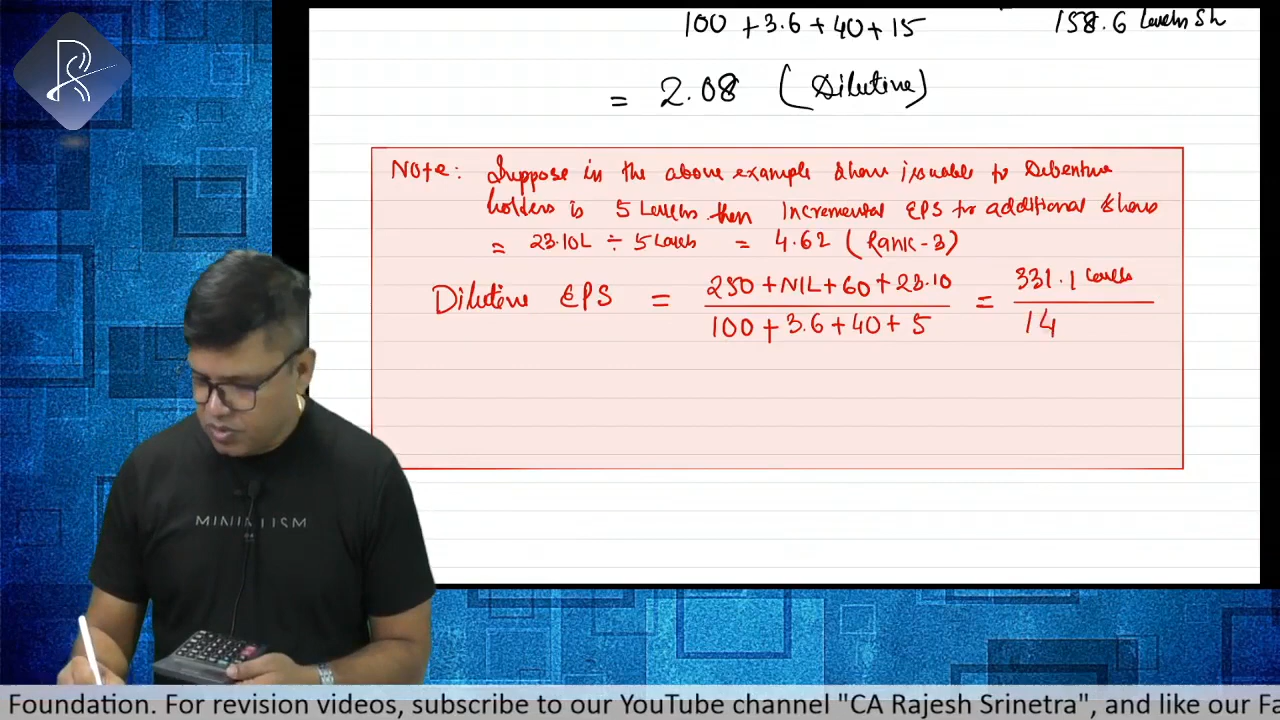 100 + 3.6 + 40 + 15
158.6 Lakhs Sh
= 2.08 (Dilutive)
Note: Suppose in the above example Share issuable to Debenture
holders is 5 Lakhs then Incremental EPS for additional Share
= 23.10L ÷ 5 Lakhs = 4.62 (Rank-3)
Dilutive EPS = 250 + NIL + 60 + 23.10 = 331.1 Lakhs
100 + 3.6 + 40 + 5 14
MINIMALISM
Foundation. For revision videos, subscribe to our YouTube channel "CA Rajesh Srinetra", and like our Fa